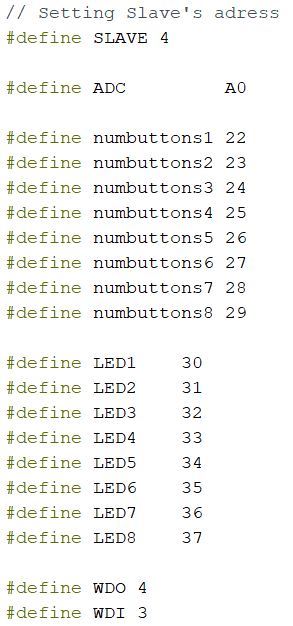 // Setting Slave's adress
#define SLAVE 4
#define ADC A0
#define numbuttons1 22
#define numbuttons2 23
#define numbuttons3 24
#define numbuttons4 25
#define numbuttons5 26
#define numbuttons6 27
#define numbuttons7 28
#define numbuttons8 29
#define LED1 30
#define LED2 31
#define LED3 32
#define LED4 33
#define LED5 34
#define LED6 35
#define LED7 36
#define LED8 37
#define WDO 4
#define WDI 3